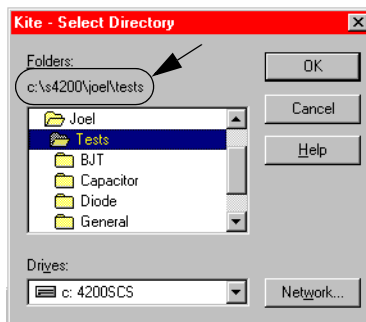 Kite - Select Directory
Folders:
c:\s4200\joel\tests
OK
Joel
Cancel
Tests
BJT
Help
Capacitor
Diode
General
Drives:
c: 4200SCS
Network...